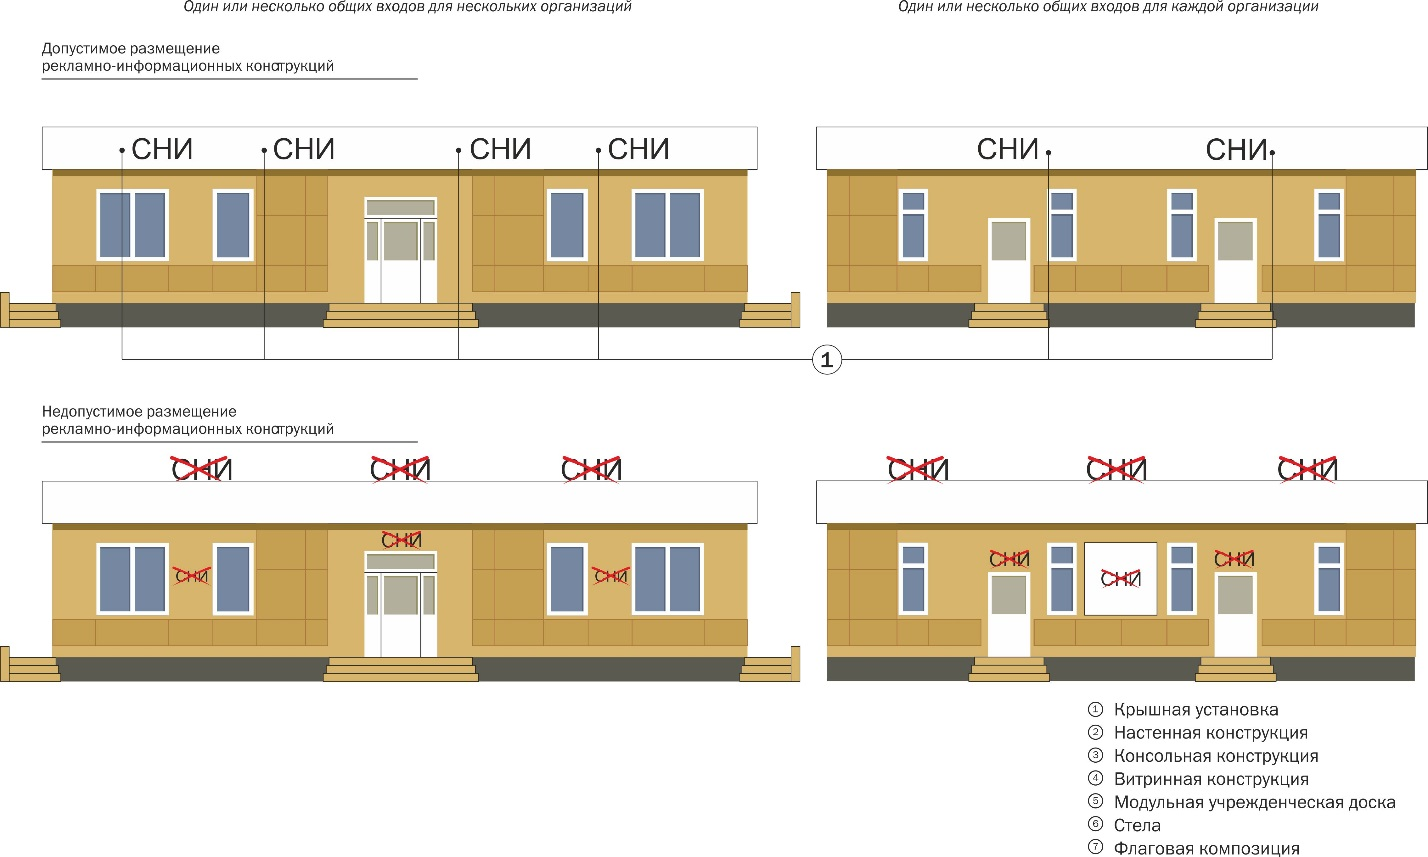 Один или несколько общих входов для нескольких организаций
Один или несколько общих входов для каждой организации
Допустимое размещение
рекламно-информационных конструкций
СНИ СНИ СНИ СНИ СНИ СНИ
1
Недопустимое размещение
рекламно-информационных конструкций
СНИ СНИ СНИ СНИ СНИ СНИ
СНИ
СНИ СНИ
СНИ СНИ СНИ
1 Крышная установка
2 Настенная конструкция
3 Консольная конструкция
4 Витринная конструкция
5 Модульная учрежденческая доска
6 Стела
7 Флаговая композиция